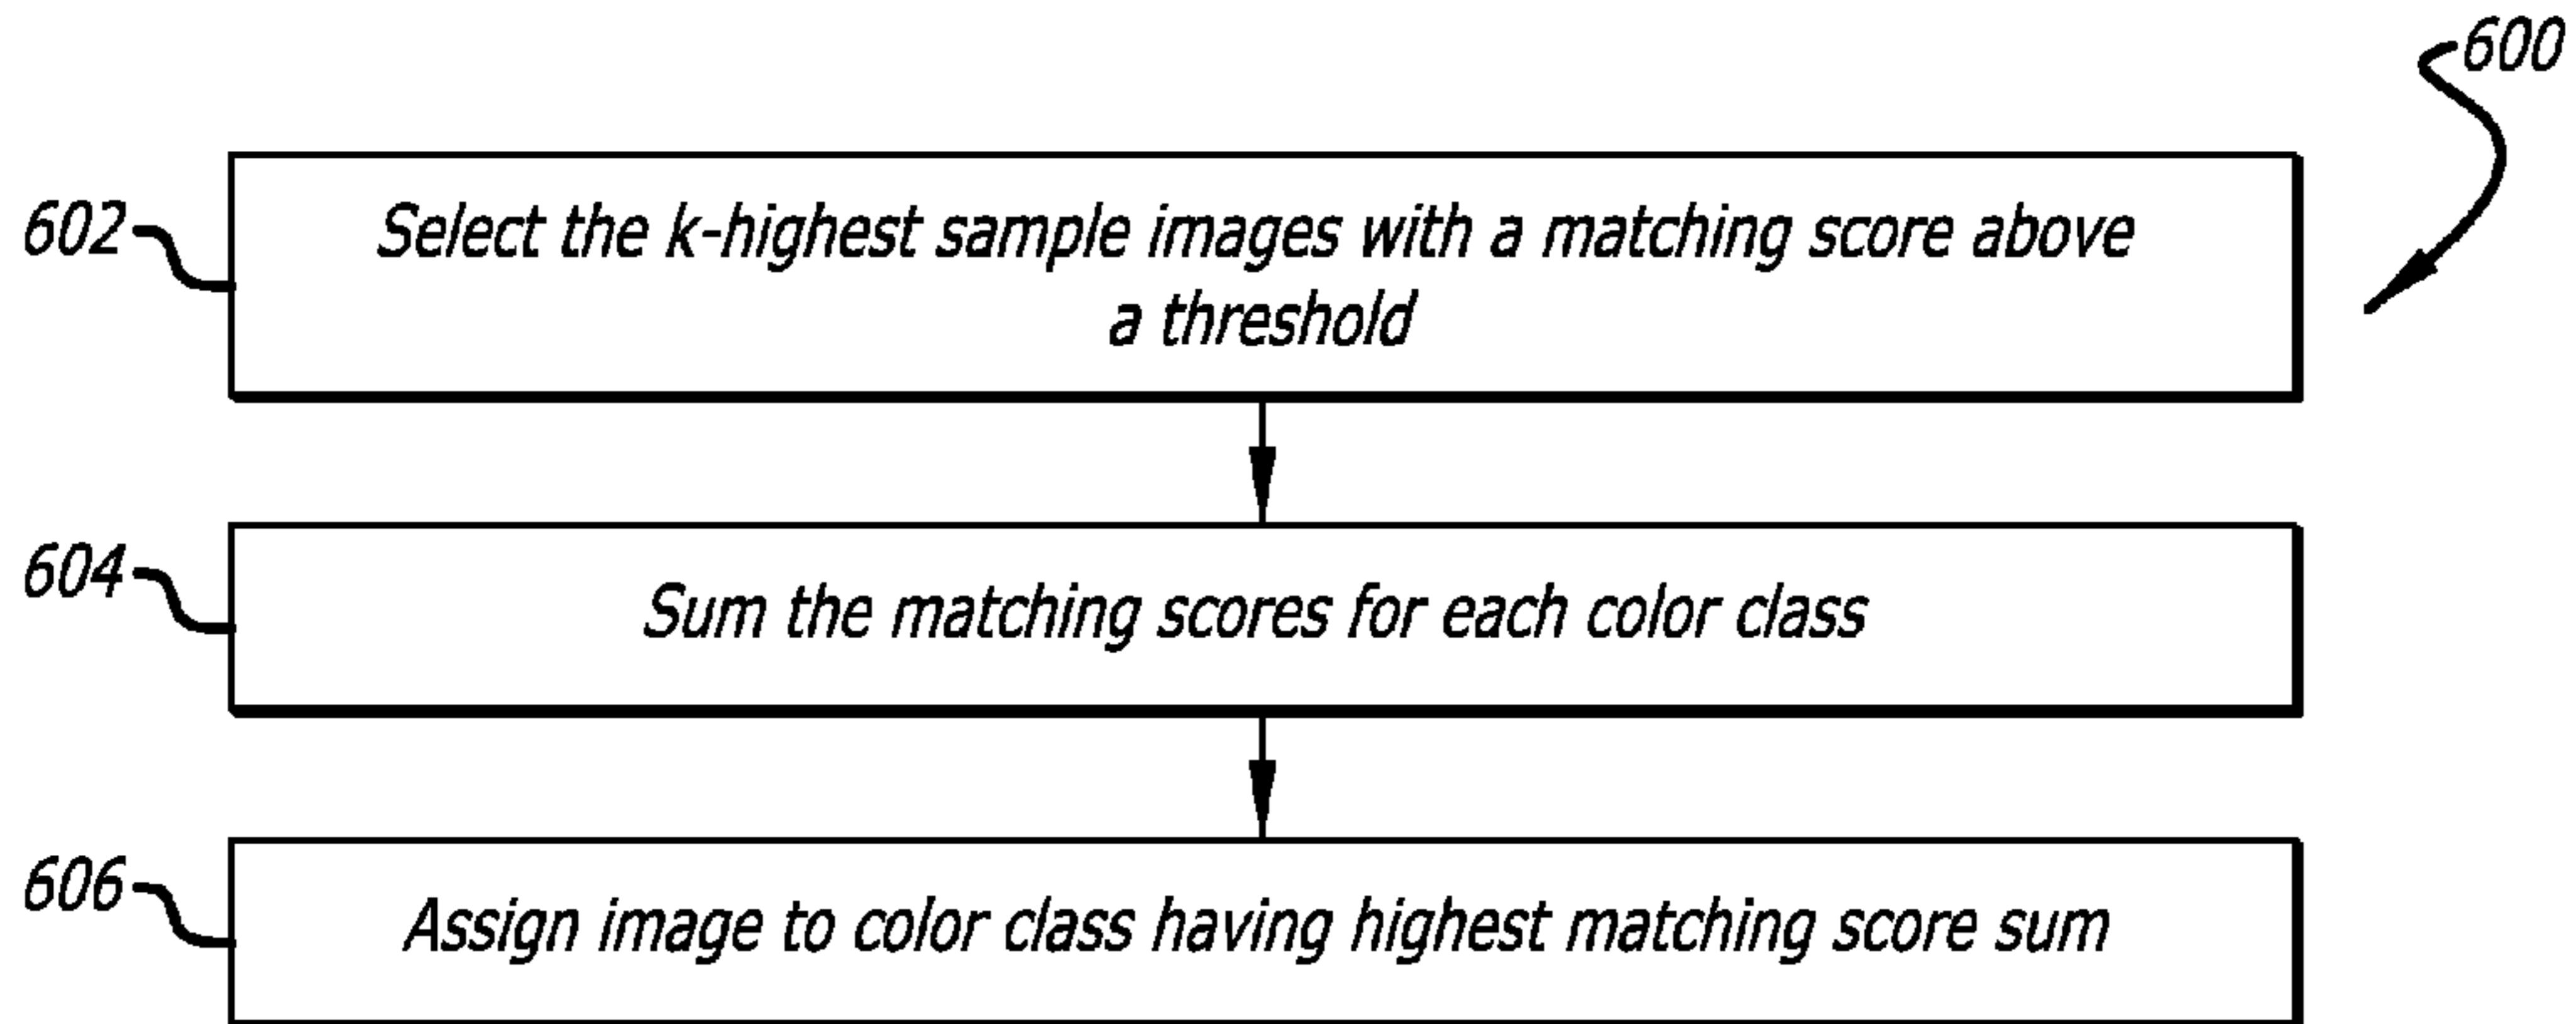 600
602
Select the k-highest sample images with a matching score above
a threshold
604
Sum the matching scores for each color class
606
Assign image to color class having highest matching score sum